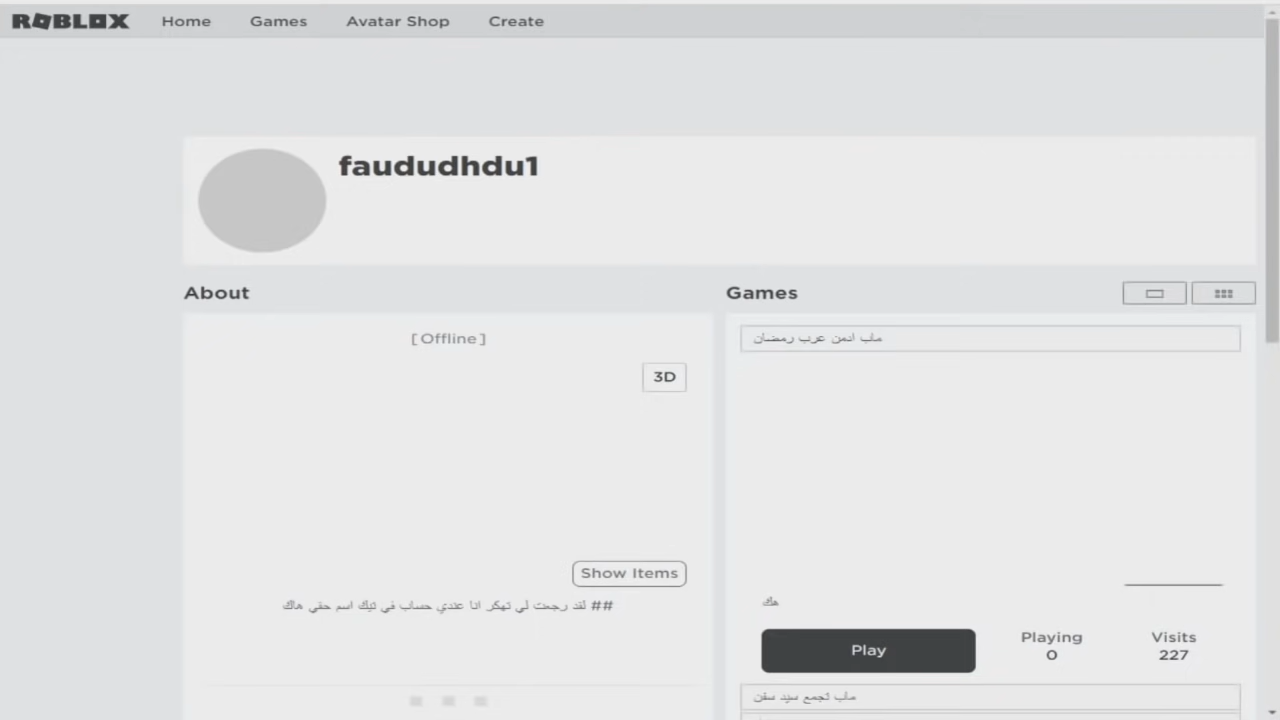 ROBLOX Home Games Avatar Shop Create
faududhdu1
About
Games
[ Offline ]
ماب ادمن عرب رمضان
3D
Show Items
## لقد رجعت لي تهكر انا عندي حساب في تيك اسم حفي هاك
هك
Play
Playing
0
Visits
227
ماب تجمع سيد سفن